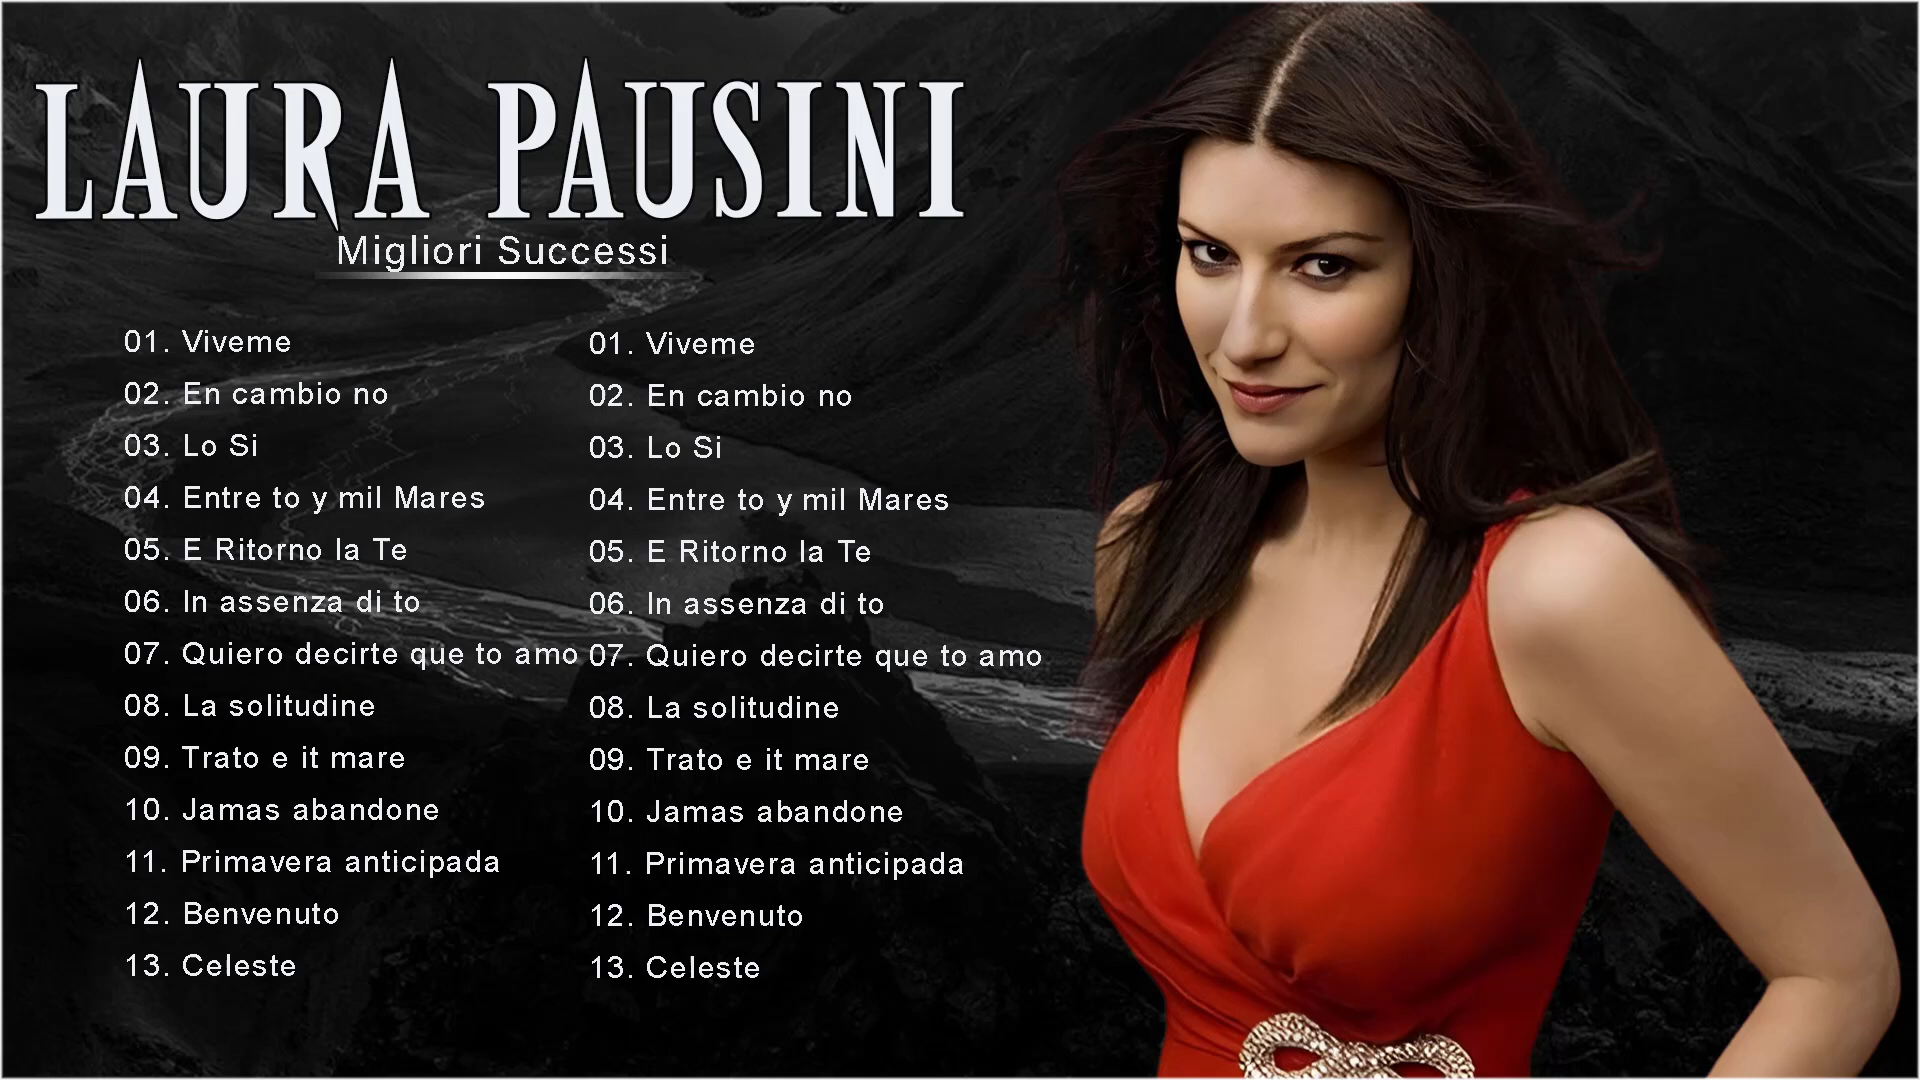 LAURA PAUSINI
Migliori Successi
01. Viveme
02. En cambio no
03. Lo Si
04. Entre to y mil Mares
05. E Ritorno la Te
06. In assenza di to
07. Quiero decirte que to amo
08. La solitudine
09. Trato e it mare
10. Jamas abandone
11. Primavera anticipada
12. Benvenuto
13. Celeste
01. Viveme
02. En cambio no
03. Lo Si
04. Entre to y mil Mares
05. E Ritorno la Te
06. In assenza di to
07. Quiero decirte que to amo
08. La solitudine
09. Trato e it mare
10. Jamas abandone
11. Primavera anticipada
12. Benvenuto
13. Celeste